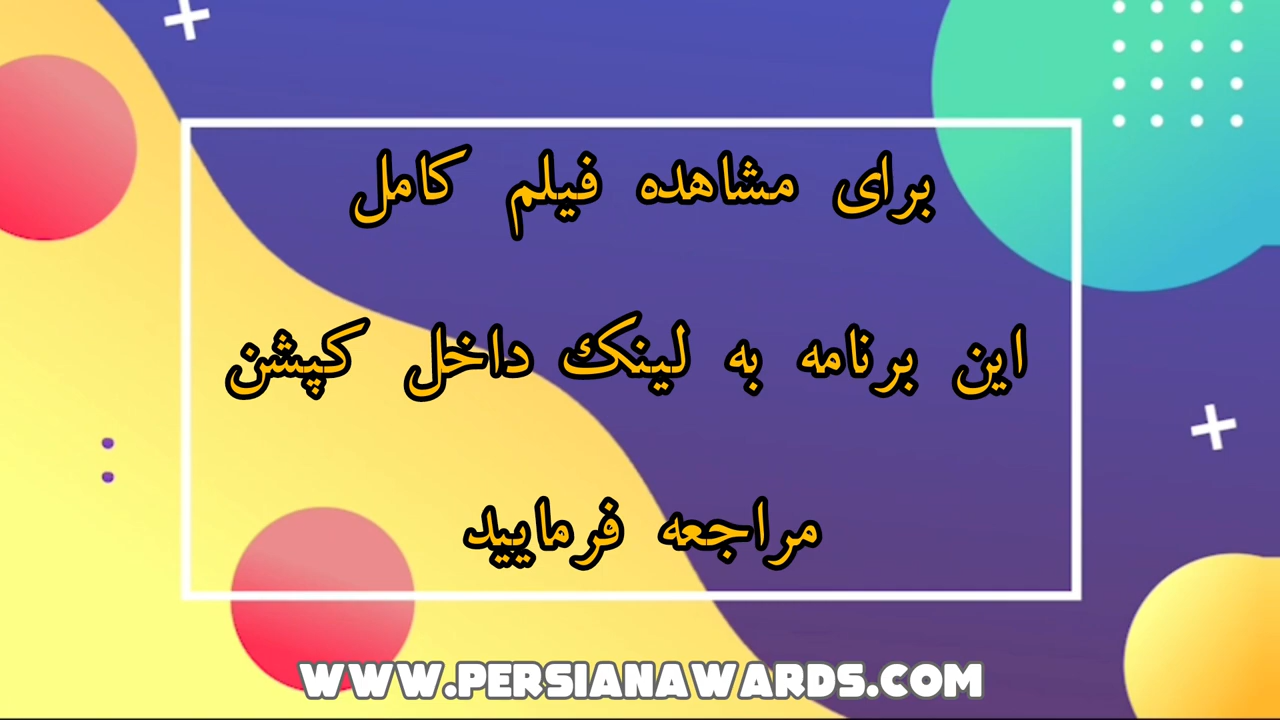 برای مشاهده فیلم کامل
این برنامه به لینک داخل کپشن
مراجعه فرمایید
WWW.PERSIANAWARDS.COM